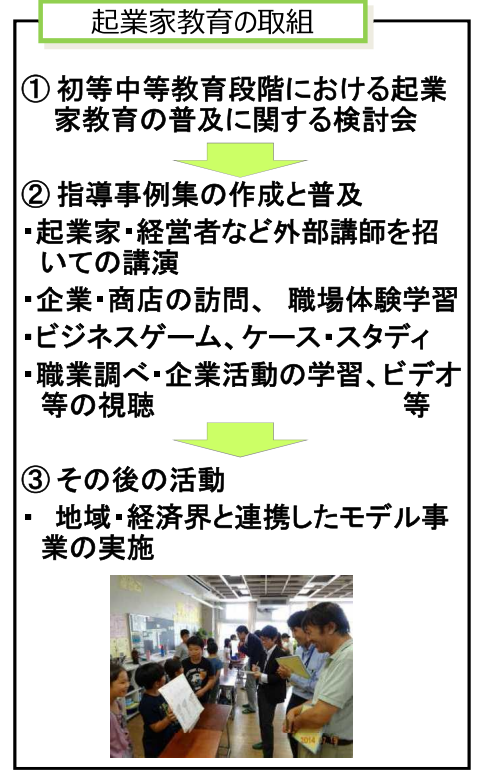 起業家教育の取組
① 初等中等教育段階における起業
家教育の普及に関する検討会
② 指導事例集の作成と普及
・起業家・経営者など外部講師を招
いての講演
・企業・商店の訪問、 職場体験学習
・ビジネスゲーム、ケース・スタディ
・職業調べ・企業活動の学習、ビデオ
等の視聴 等
③ その後の活動
・ 地域・経済界と連携したモデル事
業の実施